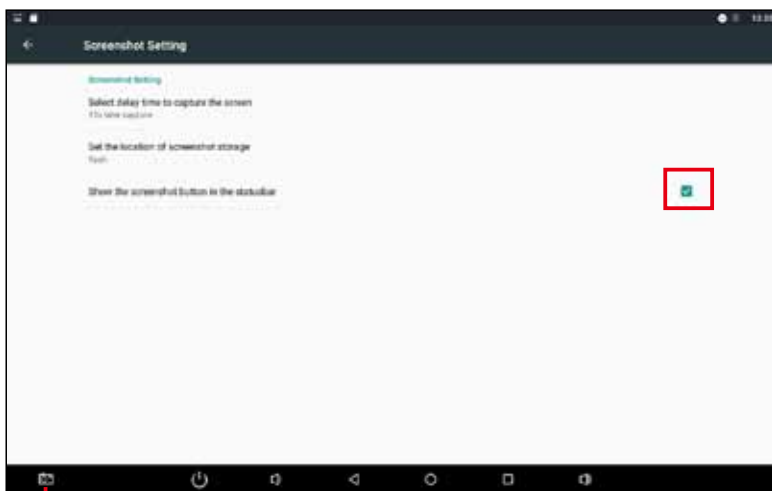 Screenshot Setting
Screenshot Setting
Select delay time to capture the screen
Set the location of screenshot storage
flash
Show the screenshot button in the statusbar